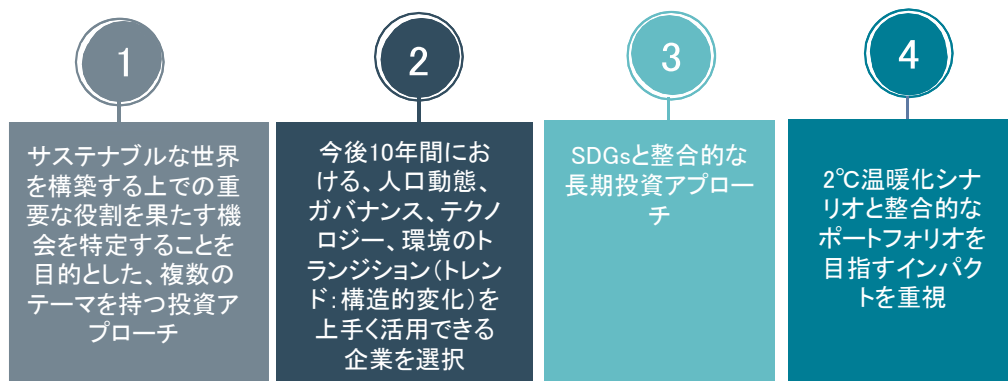 1
サステナブルな世界
を構築する上での重
要な役割を果たす機
会を特定することを
目的とした、複数の
テーマを持つ投資ア
プローチ
2
今後10年間にお
ける、人口動態、
ガバナンス、テクノ
ロジー、環境のト
ランジション（トレン
ド：構造的変化）を
上手く活用できる
企業を選択
3
SDGsと整合的な
長期投資アプロー
チ
4
2℃温暖化シナ
リオと整合的な
ポートフォリオを
目指すインパク
トを重視